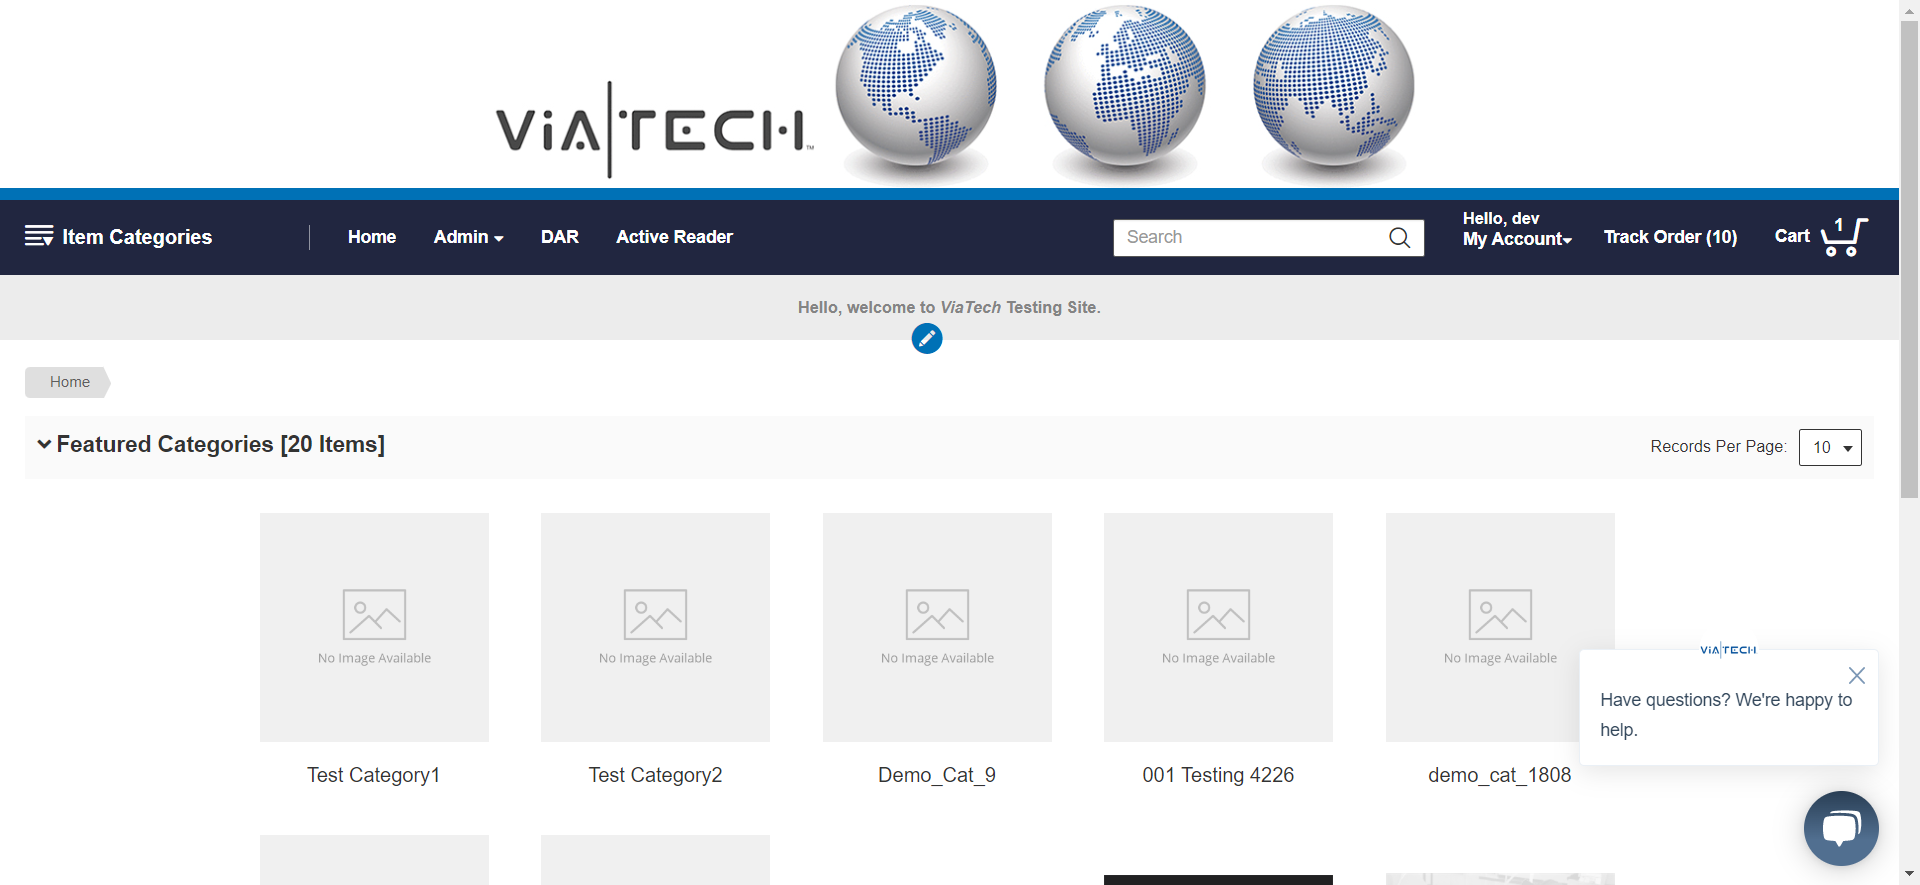 ViA|TECH™
Item Categories
Home
Admin
DAR
Active Reader
Search
Hello, dev
My Account
Track Order (10)
Cart
1
Hello, welcome to ViaTech Testing Site.
Home
Featured Categories [20 Items]
Records Per Page:
10
No Image Available
No Image Available
No Image Available
No Image Available
No Image Available
ViA|TECH
Have questions? We're happy to
help.
Test Category1
Test Category2
Demo_Cat_9
001 Testing 4226
demo_cat_1808